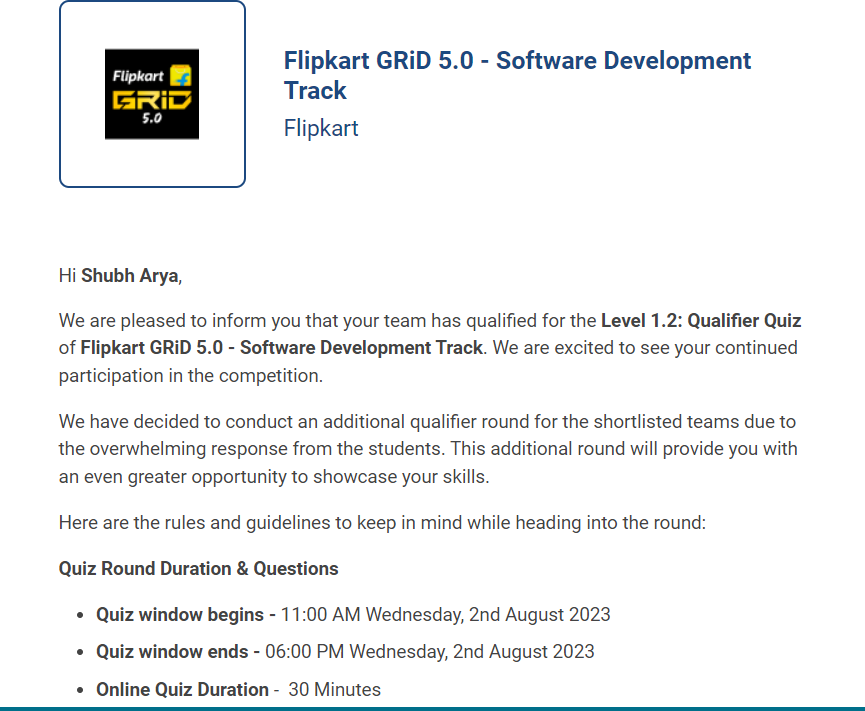 Flipkart
GRiD
5.0
Flipkart GRiD 5.0 - Software Development
Track
Flipkart
Hi Shubh Arya,
We are pleased to inform you that your team has qualified for the Level 1.2: Qualifier Quiz
of Flipkart GRiD 5.0 - Software Development Track. We are excited to see your continued
participation in the competition.
We have decided to conduct an additional qualifier round for the shortlisted teams due to
the overwhelming response from the students. This additional round will provide you with
an even greater opportunity to showcase your skills.
Here are the rules and guidelines to keep in mind while heading into the round:
Quiz Round Duration & Questions
• Quiz window begins - 11:00 AM Wednesday, 2nd August 2023
• Quiz window ends - 06:00 PM Wednesday, 2nd August 2023
• Online Quiz Duration - 30 Minutes